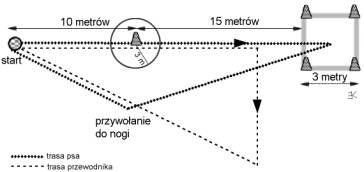 10 metrów
15 metrów
3 m
start
3 metry
przywołanie
do nogi
trasa psa
trasa przewodnika